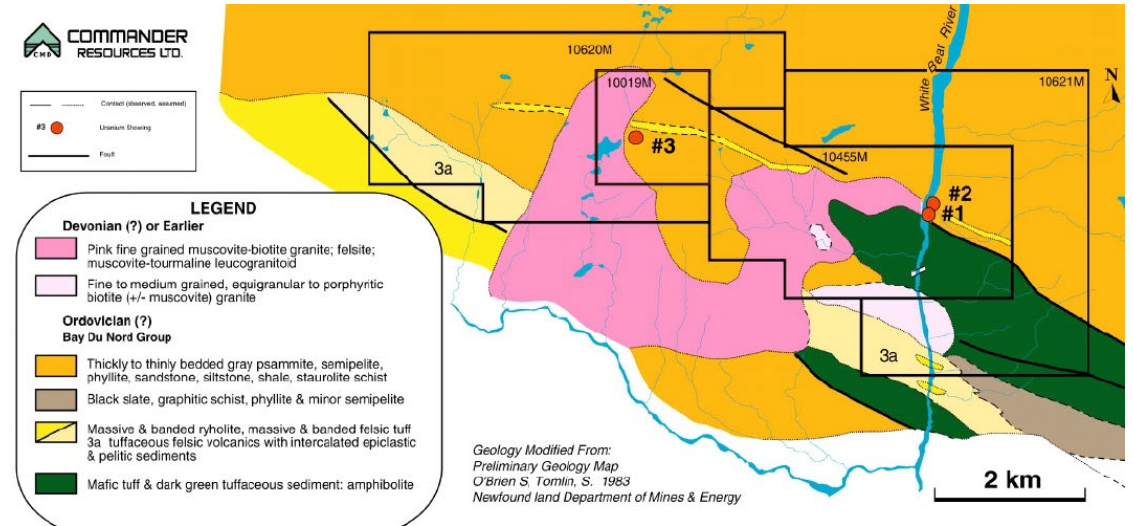 COMMANDER
RESOURCES LTD.
CMD
Contact (observed, assumed)
#3 Uranium Showing
Fault
LEGEND
Devonian (?) or Earlier
Pink fine grained muscovite-biotite granite; felsite;
muscovite-tourmaline leucogranitoid
Fine to medium grained, equigranular to porphyritic
biotite (+/- muscovite) granite
Ordovician (?)
Bay Du Nord Group
Thickly to thinly bedded gray psammite, semipelite,
phyllite, sandstone, siltstone, shale, staurolite schist
Black slate, graphitic schist, phyllite & minor semipelite
Massive & banded ryholite, massive & banded felsic tuff
3a tuffaceous felsic volcanics with intercalated epiclastic
& pelitic sediments
Mafic tuff & dark green tuffaceous sediment: amphibolite
10620M
10019M
White Bear River
10621M
N
3a
#3
10455M
#2
#1
3a
Geology Modified From:
Preliminary Geology Map
O'Brien S, Tomlin, S. 1983
Newfound land Department of Mines & Energy
2 km